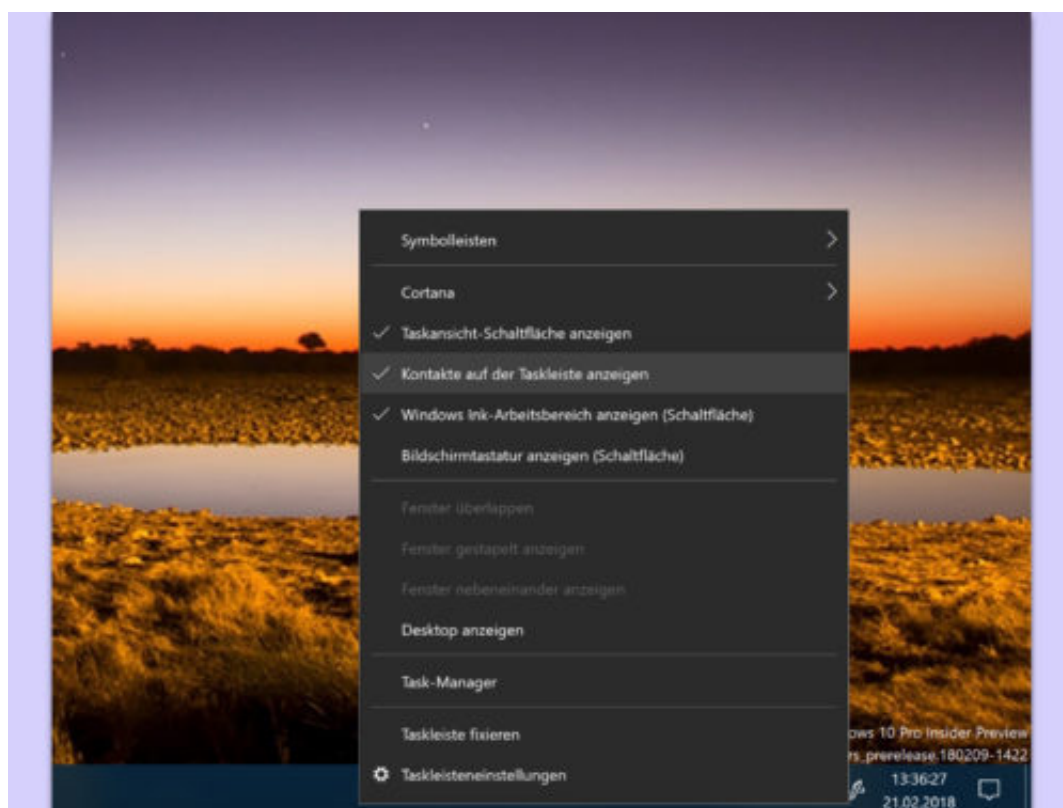 Symbolleisten
Cortana
Taskansicht-Schaltfläche anzeigen
Kontakte auf der Taskleiste anzeigen
Windows Ink-Arbeitsbereich anzeigen (Schaltfläche)
Bildschirmtastatur anzeigen (Schaltfläche)
Fenster überlappen
Fenster gestapelt anzeigen
Fenster nebeneinander anzeigen
Desktop anzeigen
Task-Manager
Taskleiste fixieren
Taskleisteneinstellungen
ows 10 Pro Insider Preview
rs_prerelease.180209-1422
13:36:27
21.02.2018